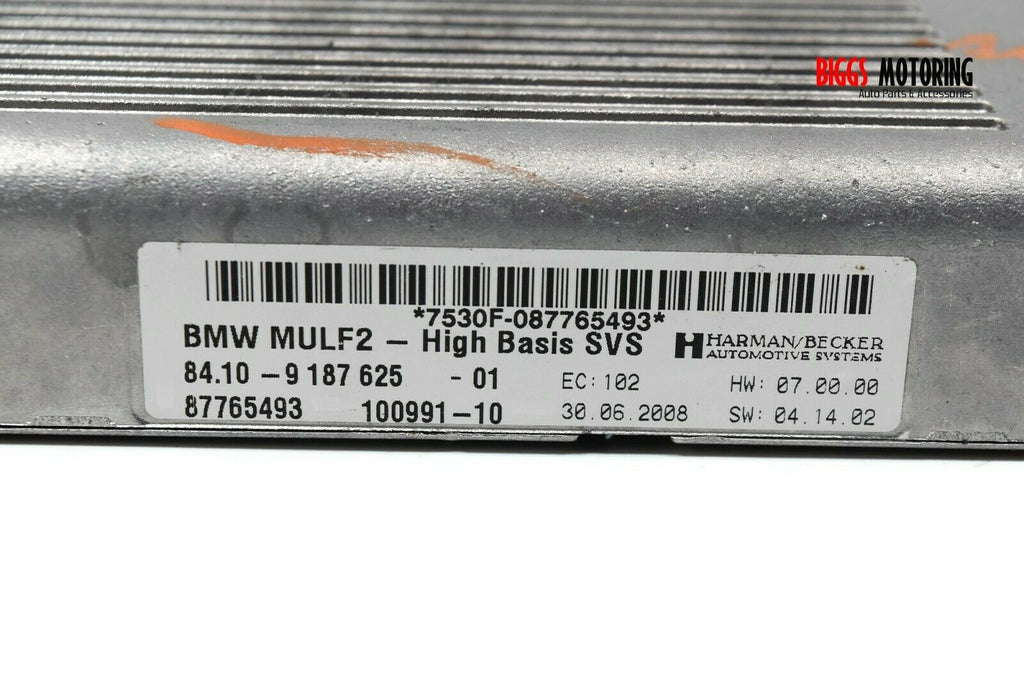 BIGGS MOTORING
Auto Parts & Accessories
*7530F-087765493*
BMW MULF2 - High Basis SVS
HARMAN/BECKER
AUTOMOTIVE SYSTEMS
84.10 - 9 187 625 - 01 EC: 102 HW: 07.00.00
87765493 100991-10 30.06.2008 SW: 04.14.02